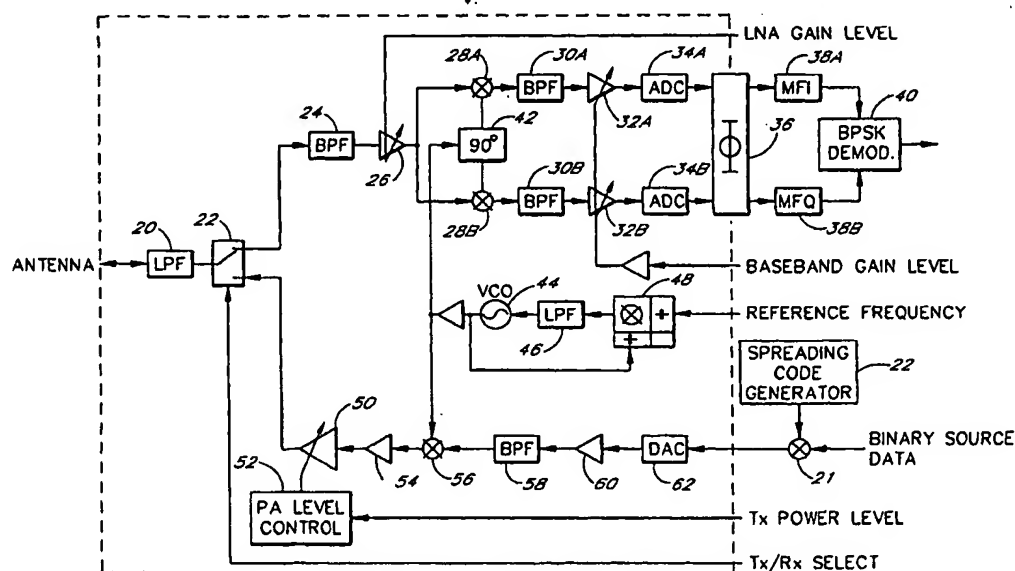 LNA GAIN LEVEL
28A
30A
34A
38A
BPF
ADC
MFI
24
42
32A
36
40
BPF
90°
BPSK
DEMOD.
26
30B
34B
BPF
ADC
MFQ
20
22
28B
32B
38B
ANTENNA
LPF
BASEBAND GAIN LEVEL
VCO
44
48
LPF
+
REFERENCE FREQUENCY
46
+
SPREADING
CODE
GENERATOR
22
50
BINARY SOURCE
DATA
BPF
DAC
52
54
56
58
60
62
21
PA LEVEL
CONTROL
Tx POWER LEVEL
Tx/Rx SELECT